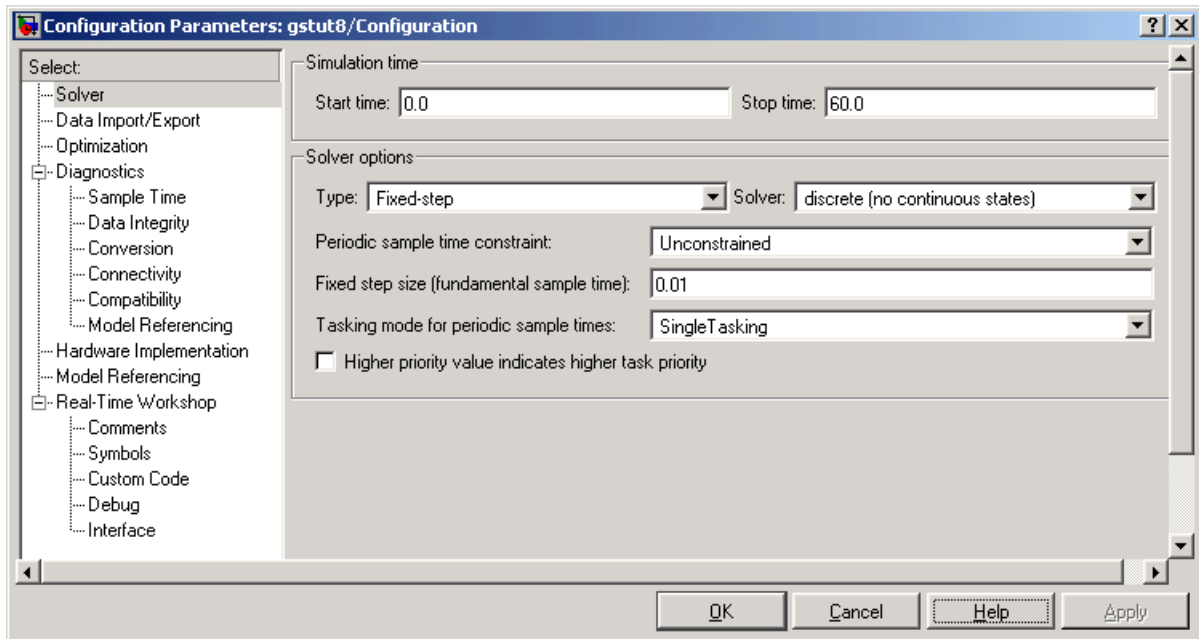 Configuration Parameters: gstut8/Configuration
Select:
Solver
Data Import/Export
Optimization
Diagnostics
Sample Time
Data Integrity
Conversion
Connectivity
Compatibility
Model Referencing
Hardware Implementation
Model Referencing
Real-Time Workshop
Comments
Symbols
Custom Code
Debug
Interface
Simulation time
Start time: 0.0 Stop time: 60.0
Solver options
Type: Fixed-step Solver: discrete (no continuous states)
Periodic sample time constraint: Unconstrained
Fixed step size (fundamental sample time): 0.01
Tasking mode for periodic sample times: SingleTasking
Higher priority value indicates higher task priority
OK Cancel Help Apply